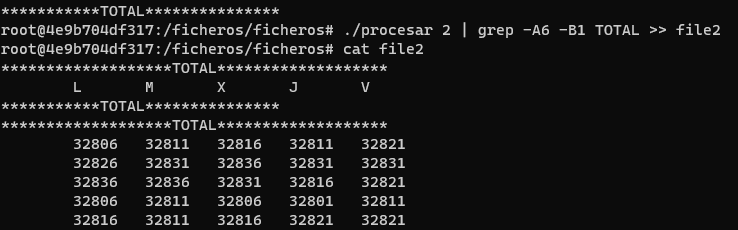 ***********TOTAL***************
root@4e9b704df317:/ficheros/ficheros# ./procesar 2 | grep -A6 -B1 TOTAL >> file2
root@4e9b704df317:/ficheros/ficheros# cat file2
*******************TOTAL*******************
        L       M       X       J       V
***********TOTAL***************
*******************TOTAL*******************
        32806   32811   32816   32811   32821
        32826   32831   32836   32831   32831
        32836   32836   32831   32816   32821
        32806   32811   32806   32801   32811
        32816   32811   32816   32821   32821